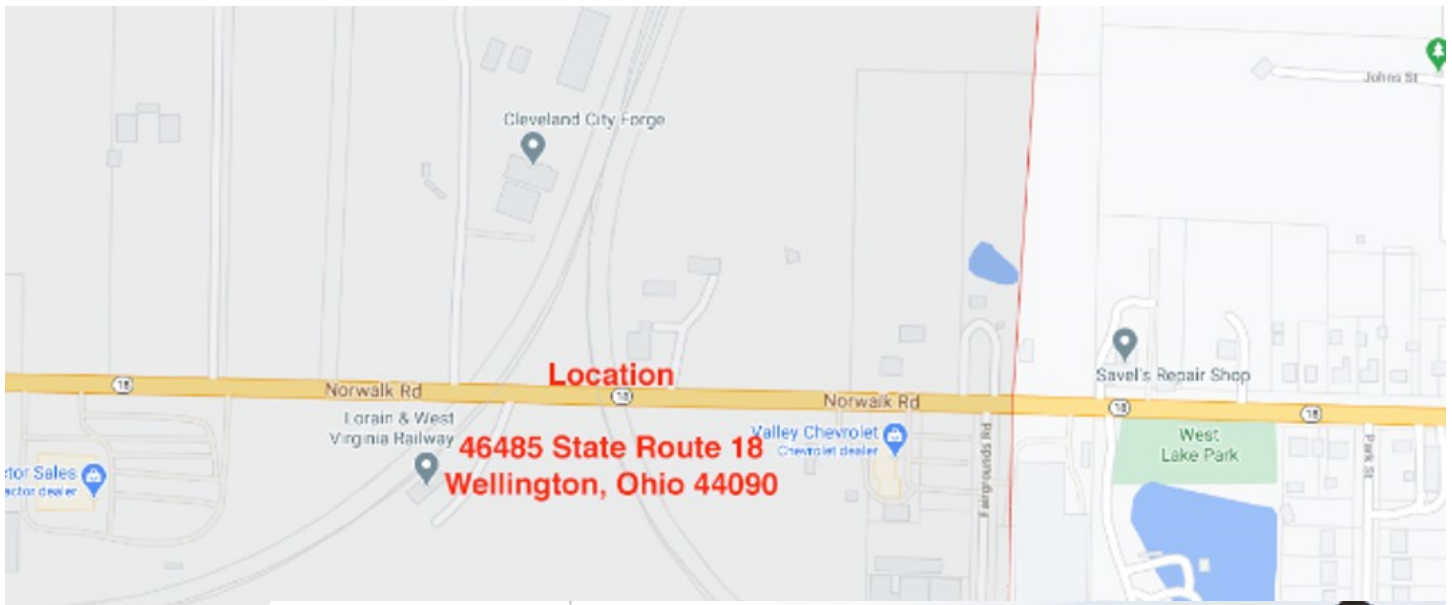 Johns St
Cleveland City Forge
Location
18
Norwalk Rd
18
Norwalk Rd
18
18
Savel's Repair Shop
Lorain & West
Virginia Railway
46485 State Route 18
Wellington, Ohio 44090
Valley Chevrolet
Chevrolet dealer
West
Lake Park
Fairgrounds Rd
Park St
tor Sales
actor dealer